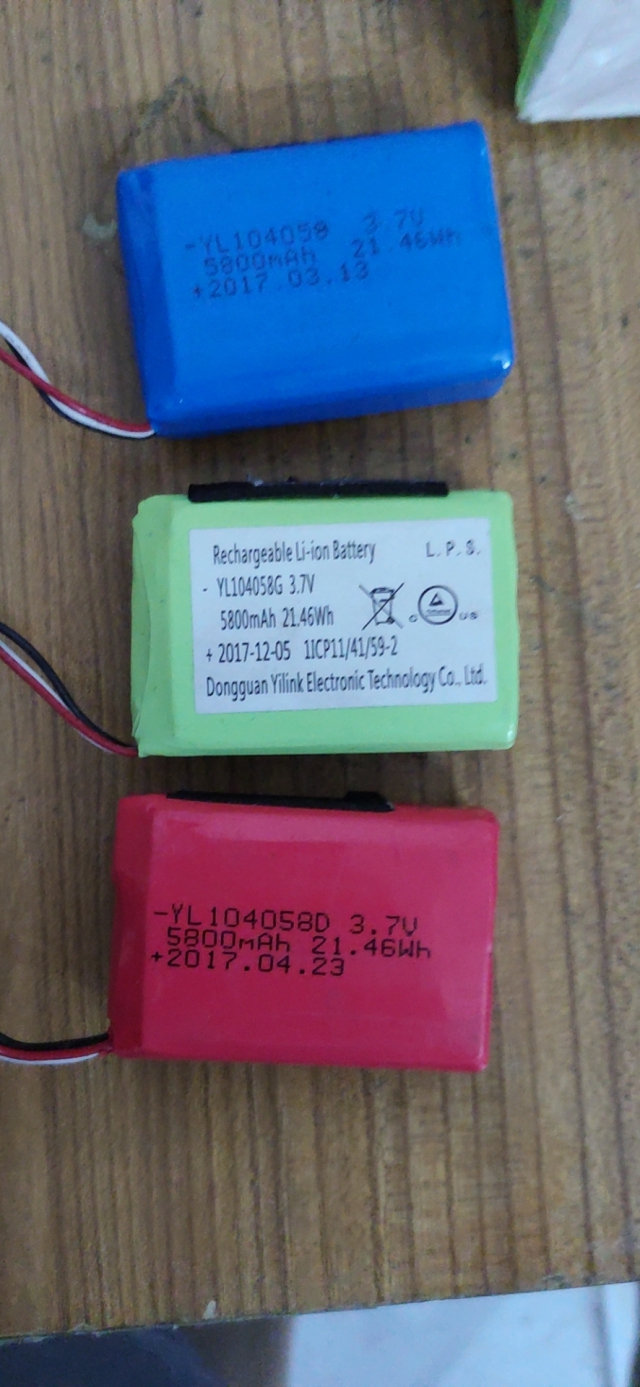 -YL104058 3.7V
5800mAh 21.46Wh
+2017.03.13
Rechargeable Li-ion Battery L.P.S.
- YL104058G 3.7V
5800mAh 21.46Wh
+ 2017-12-05 1ICP11/41/59-2
Dongguan Yilink Electronic Technology Co., Ltd.
-YL104058D 3.7V
5800mAh 21.46Wh
+2017.04.23